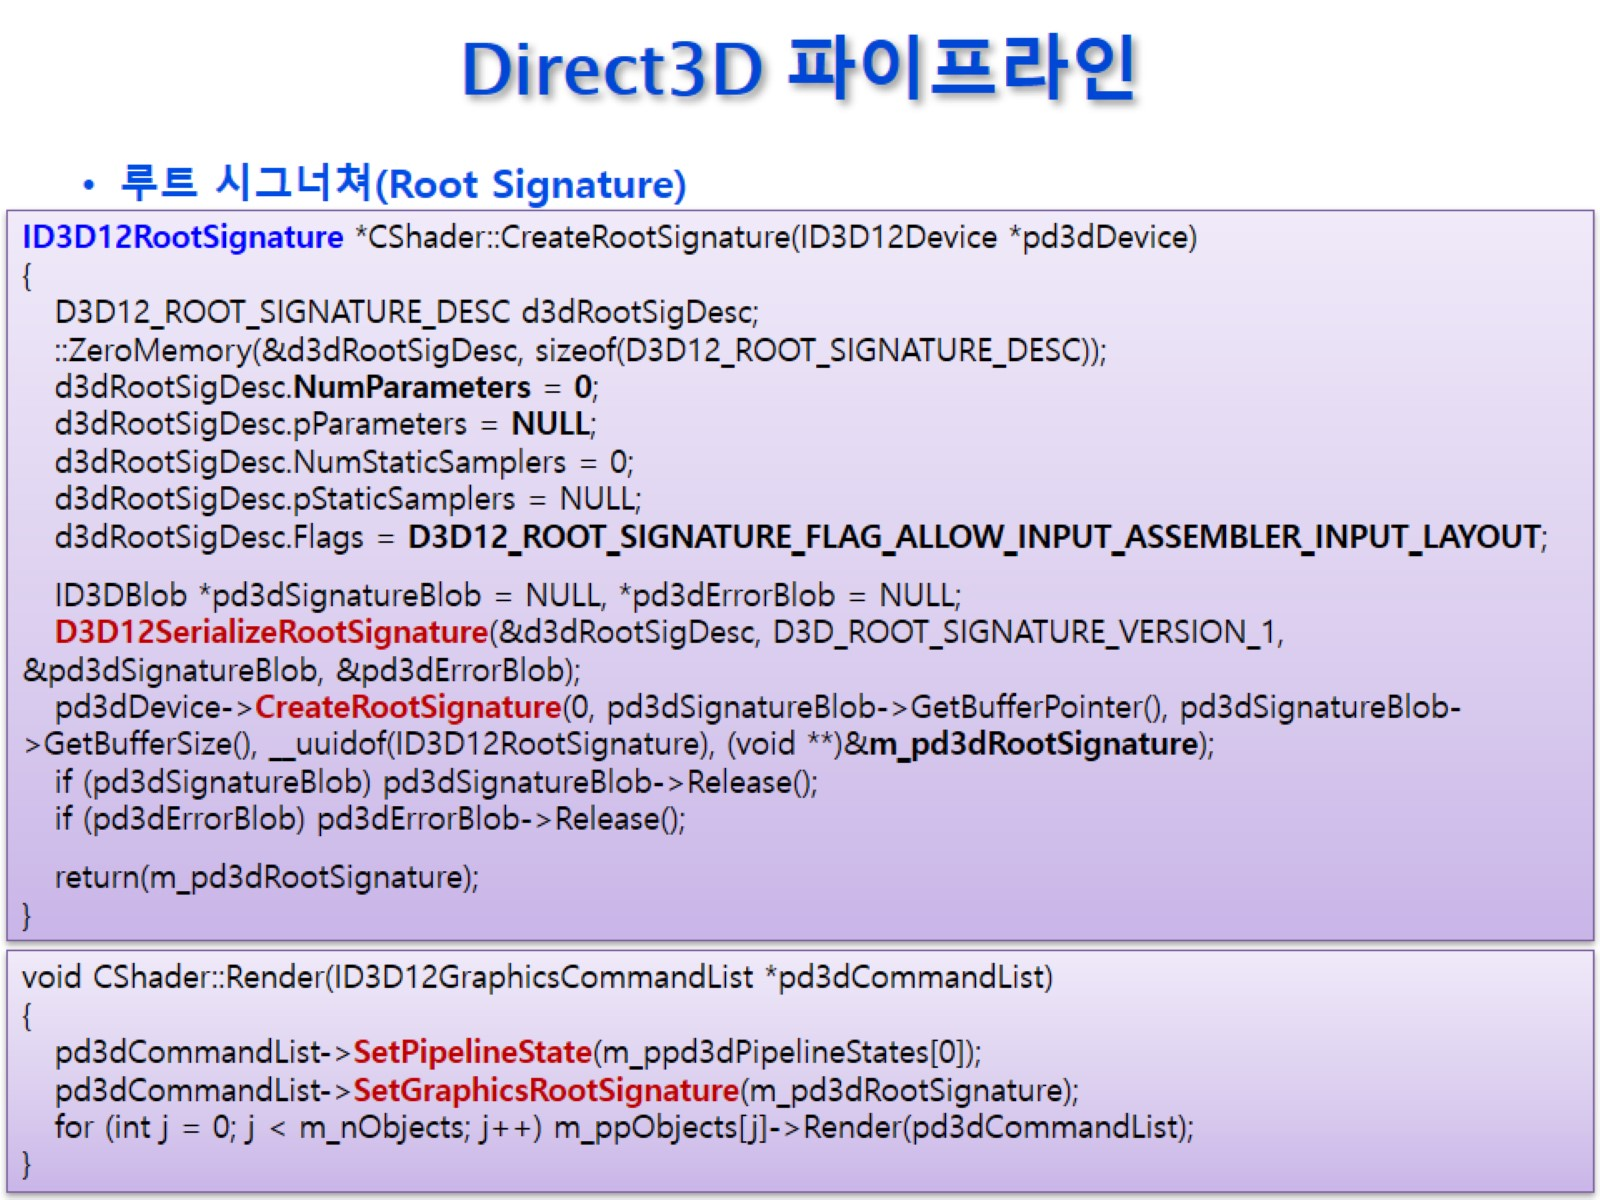 Direct3D 파이프라인
• 루트 시그너쳐(Root Signature)
ID3D12RootSignature *CShader::CreateRootSignature(ID3D12Device *pd3dDevice)
{
D3D12_ROOT_SIGNATURE_DESC d3dRootSigDesc;
::ZeroMemory(&d3dRootSigDesc, sizeof(D3D12_ROOT_SIGNATURE_DESC));
d3dRootSigDesc.NumParameters = 0;
d3dRootSigDesc.pParameters = NULL;
d3dRootSigDesc.NumStaticSamplers = 0;
d3dRootSigDesc.pStaticSamplers = NULL;
d3dRootSigDesc.Flags = D3D12_ROOT_SIGNATURE_FLAG_ALLOW_INPUT_ASSEMBLER_INPUT_LAYOUT;
ID3DBlob *pd3dSignatureBlob = NULL, *pd3dErrorBlob = NULL;
D3D12SerializeRootSignature(&d3dRootSigDesc, D3D_ROOT_SIGNATURE_VERSION_1,
&pd3dSignatureBlob, &pd3dErrorBlob);
pd3dDevice->CreateRootSignature(0, pd3dSignatureBlob->GetBufferPointer(), pd3dSignatureBlob-
>GetBufferSize(), __uuidof(ID3D12RootSignature), (void **)&m_pd3dRootSignature);
if (pd3dSignatureBlob) pd3dSignatureBlob->Release();
if (pd3dErrorBlob) pd3dErrorBlob->Release();
return(m_pd3dRootSignature);
}
void CShader::Render(ID3D12GraphicsCommandList *pd3dCommandList)
{
pd3dCommandList->SetPipelineState(m_ppd3dPipelineStates[0]);
pd3dCommandList->SetGraphicsRootSignature(m_pd3dRootSignature);
for (int j = 0; j < m_nObjects; j++) m_ppObjects[j]->Render(pd3dCommandList);
}